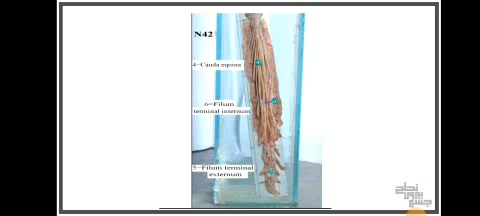 N42
4-Cauda equina
6=Filum
terminal internum
5=Filum terminal
externum